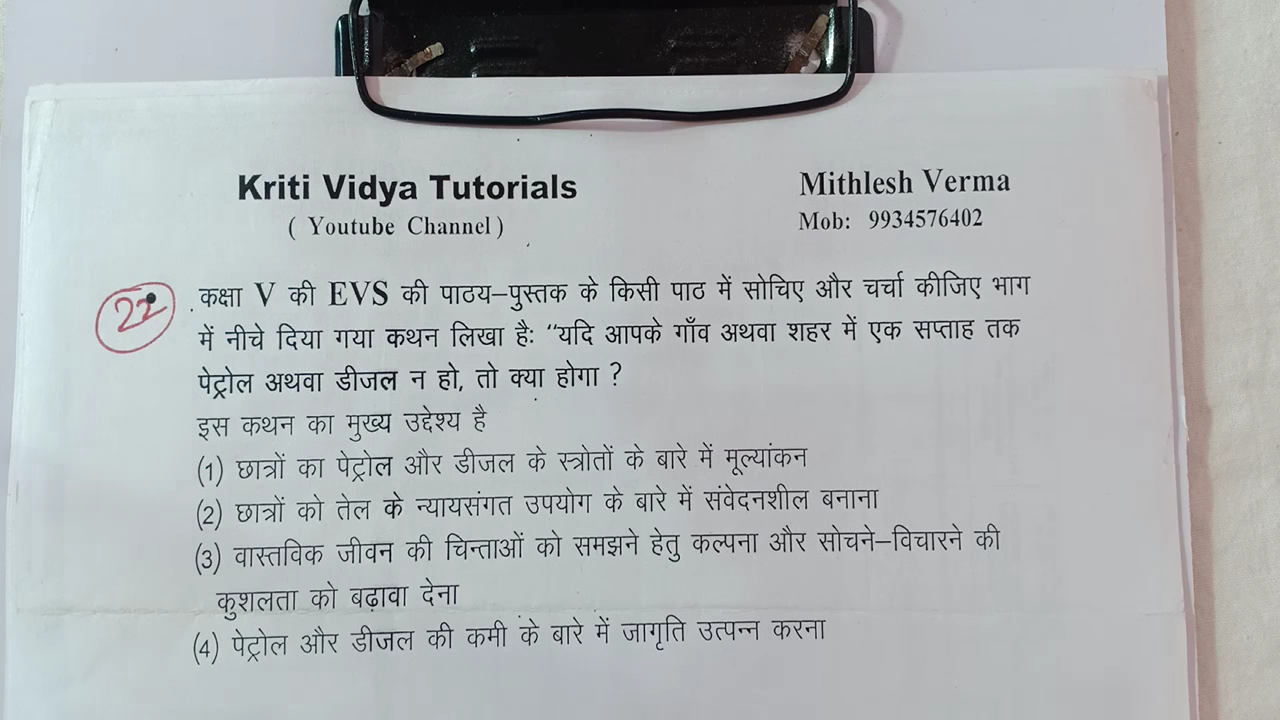 Kriti Vidya Tutorials
Mithlesh Verma
( Youtube Channel )
Mob: 9934576402
22
कक्षा V की EVS की पाठय–पुस्तक के किसी पाठ में सोचिए और चर्चा कीजिए भाग
में नीचे दिया गया कथन लिखा हैः "यदि आपके गाँव अथवा शहर में एक सप्ताह तक
पेट्रोल अथवा डीजल न हो, तो क्या होगा ?
इस कथन का मुख्य उद्देश्य है
(1) छात्रों का पेट्रोल और डीजल के स्त्रोतों के बारे में मूल्यांकन
(2) छात्रों को तेल के न्यायसंगत उपयोग के बारे में संवेदनशील बनाना
(3) वास्तविक जीवन की चिन्ताओं को समझने हेतु कल्पना और सोचने–विचारने की
कुशलता को बढ़ावा देना
(4) पेट्रोल और डीजल की कमी के बारे में जागृति उत्पन्न करना